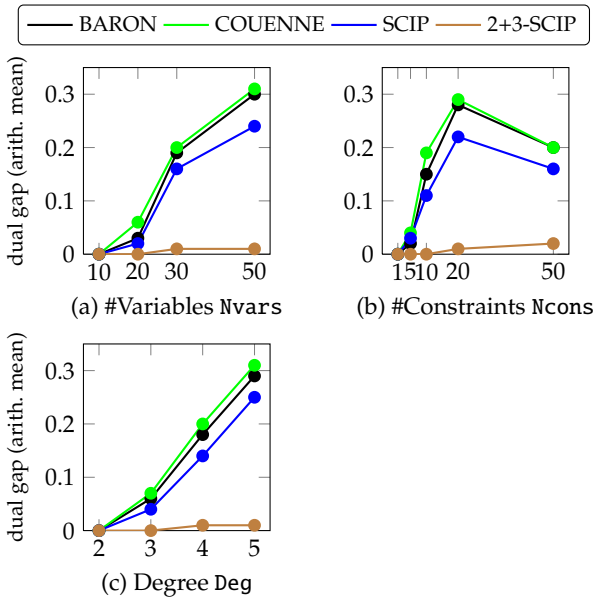 BARON COUENNE SCIP 2+3-SCIP
dual gap (arith. mean)
0.3
0.2
0.1
0
10 20 30 50
(a) #Variables Nvars
0.3
0.2
0.1
0
1 5 10 20 50
(b) #Constraints Ncons
dual gap (arith. mean)
0.3
0.2
0.1
0
2 3 4 5
(c) Degree Deg